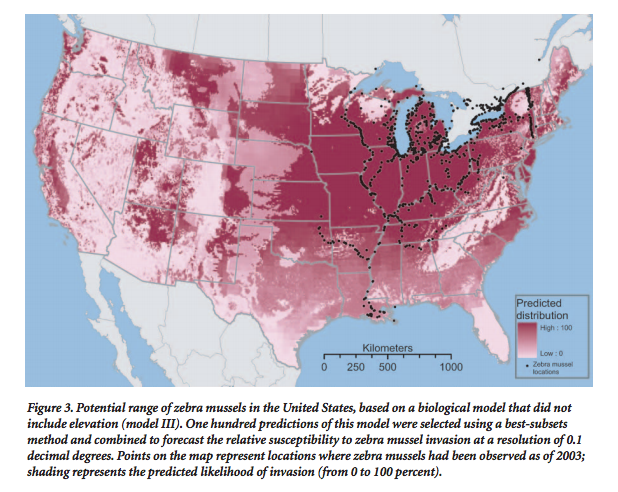 Predicted
distribution
High : 100
Low : 0
Zebra mussel
locations
Kilometers
0 250 500 1000
Figure 3. Potential range of zebra mussels in the United States, based on a biological model that did not
include elevation (model III). One hundred predictions of this model were selected using a best-subsets
method and combined to forecast the relative susceptibility to zebra mussel invasion at a resolution of 0.1
decimal degrees. Points on the map represent locations where zebra mussels had been observed as of 2003;
shading represents the predicted likelihood of invasion (from 0 to 100 percent).